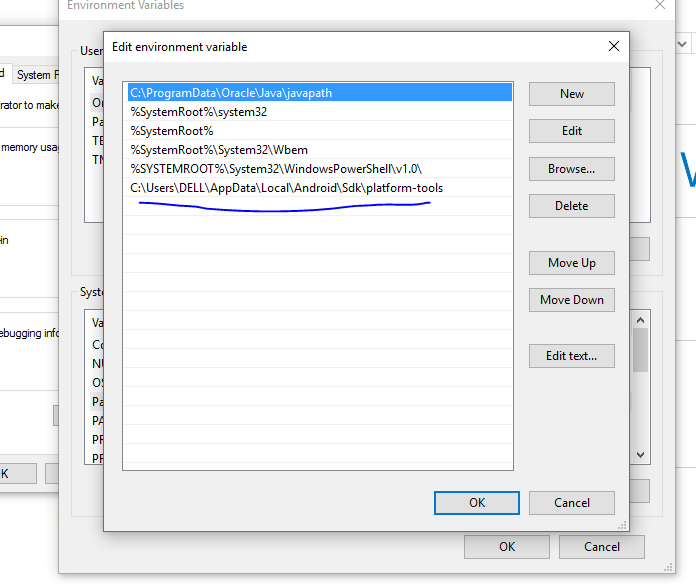 Environment Variables
Edit environment variable
User
System P
C:\ProgramData\Oracle\Java\javapath
%SystemRoot%\system32
%SystemRoot%
%SystemRoot%\System32\Wbem
%SYSTEMROOT%\System32\WindowsPowerShell\v1.0\
C:\Users\DELL\AppData\Local\Android\Sdk\platform-tools
New
Edit
Browse...
Delete
Move Up
Move Down
Edit text...
rator to make
memory usag
ein
ebugging info
Va
On
Pa
TE
TM
Syste
Va
Co
NU
OS
Pa
PA
PR
PR
OK
Cancel
OK
Cancel